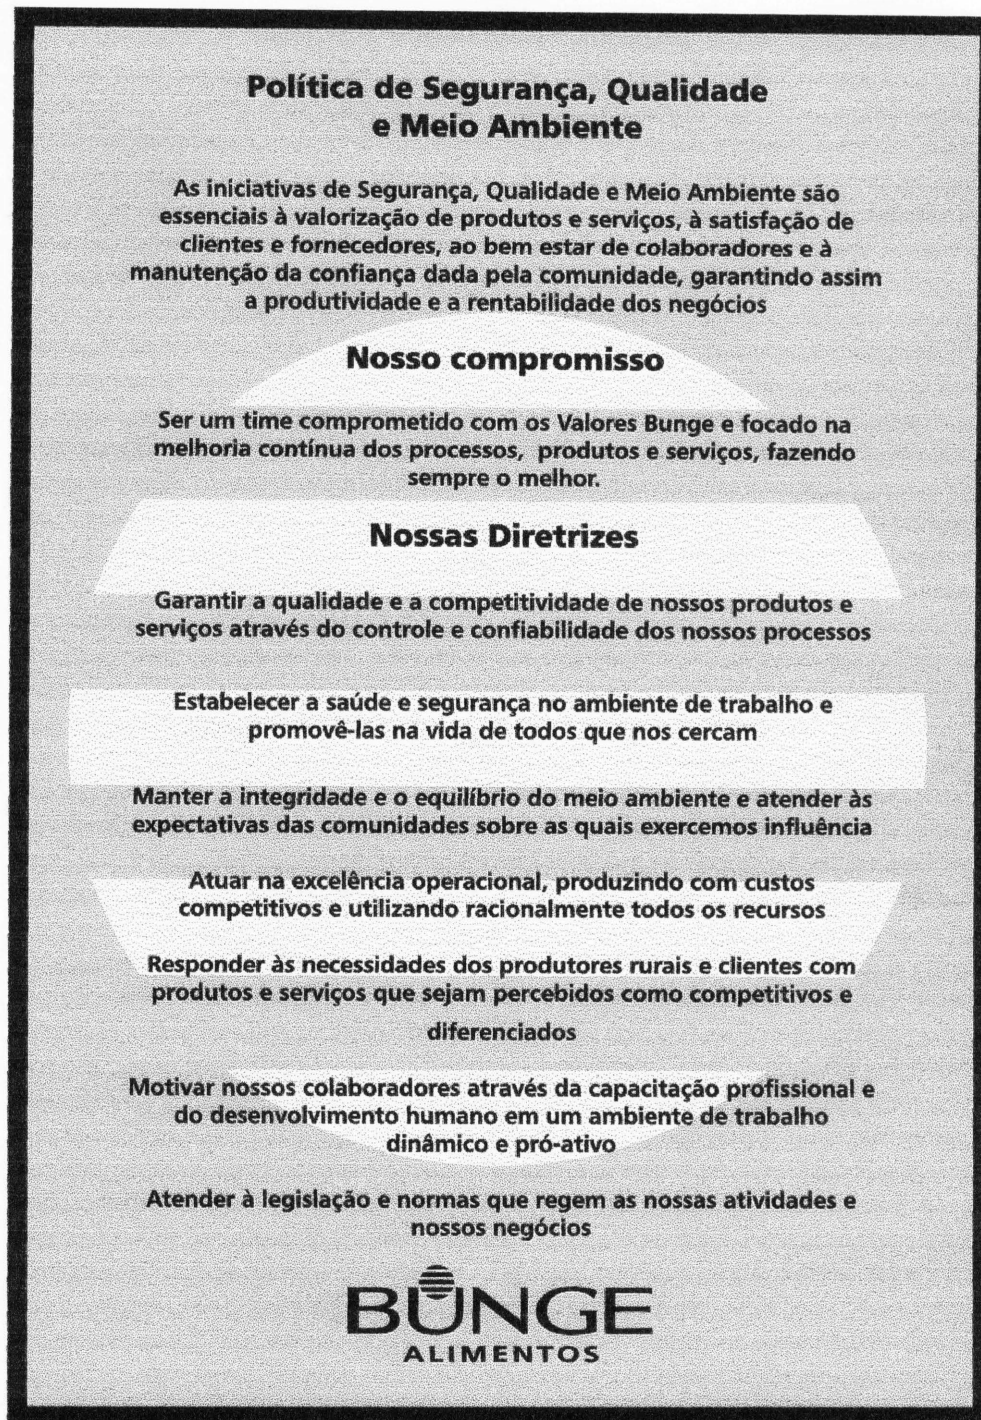 Política de Segurança, Qualidade
e Meio Ambiente
As iniciativas de Segurança, Qualidade e Meio Ambiente são
essenciais à valorização de produtos e serviços, à satisfação de
clientes e fornecedores, ao bem estar de colaboradores e à
manutenção da confiança dada pela comunidade, garantindo assim
a produtividade e a rentabilidade dos negócios
Nosso compromisso
Ser um time comprometido com os Valores Bunge e focado na
melhoria contínua dos processos, produtos e serviços, fazendo
sempre o melhor.
Nossas Diretrizes
Garantir a qualidade e a competitividade de nossos produtos e
serviços através do controle e confiabilidade dos nossos processos
Estabelecer a saúde e segurança no ambiente de trabalho e
promovê-las na vida de todos que nos cercam
Manter a integridade e o equilíbrio do meio ambiente e atender às
expectativas das comunidades sobre as quais exercemos influência
Atuar na excelência operacional, produzindo com custos
competitivos e utilizando racionalmente todos os recursos
Responder às necessidades dos produtores rurais e clientes com
produtos e serviços que sejam percebidos como competitivos e
diferenciados
Motivar nossos colaboradores através da capacitação profissional e
do desenvolvimento humano em um ambiente de trabalho
dinâmico e pró-ativo
Atender à legislação e normas que regem as nossas atividades e
nossos negócios
BUNGE
ALIMENTOS